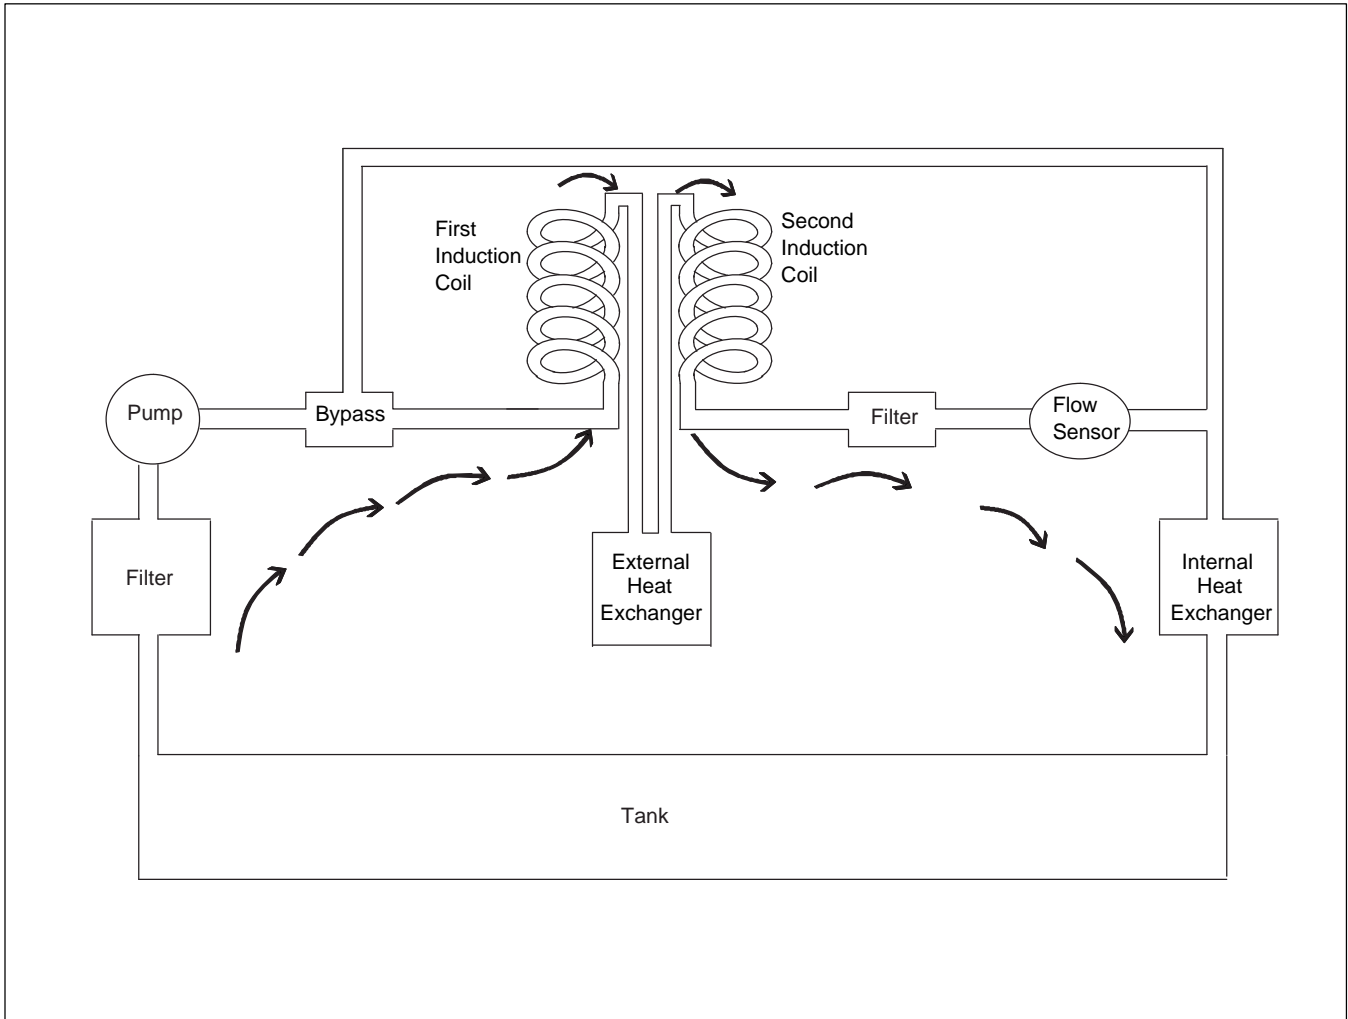 First
Induction
Coil
Second
Induction
Coil
Pump
Bypass
Filter
Flow
Sensor
Filter
External
Heat
Exchanger
Internal
Heat
Exchanger
Tank